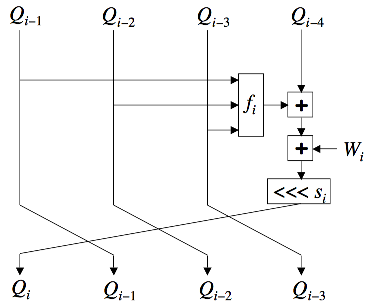 Qi–1 Qi–2 Qi–3 Qi–4
fi +
+ Wi
<<< si
Qi Qi–1 Qi–2 Qi–3